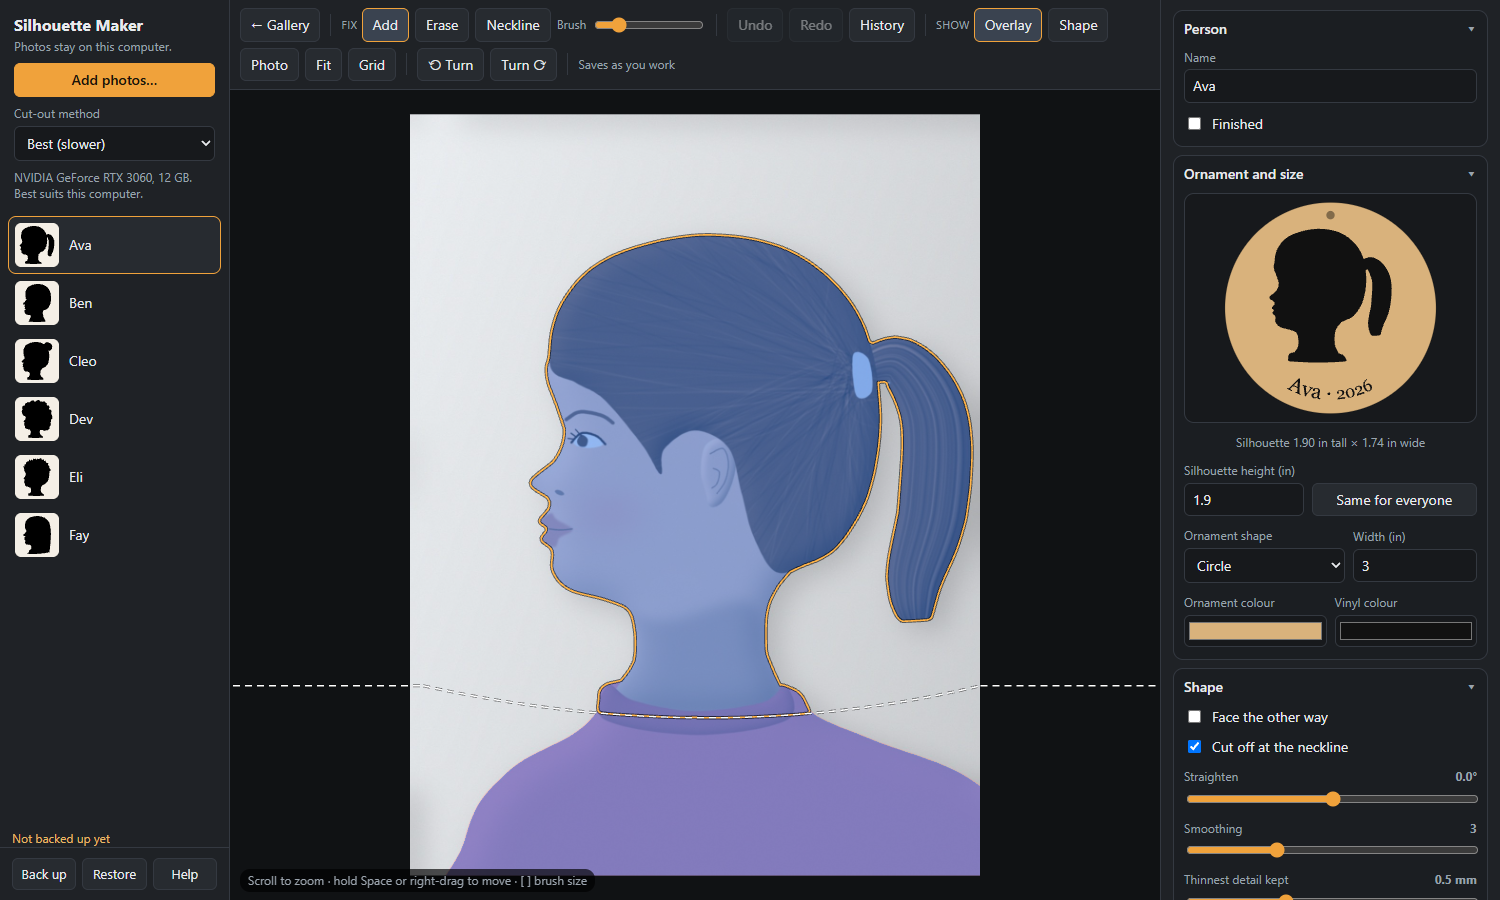 Silhouette Maker
Photos stay on this computer.
Add photos...
Cut-out method
Best (slower)
NVIDIA GeForce RTX 3060, 12 GB.
Best suits this computer.
Ava
Ben
Cleo
Dev
Eli
Fay
Not backed up yet
Back up
Restore
Help
← Gallery
FIX
Add
Erase
Neckline
Brush
Undo
Redo
History
SHOW
Overlay
Shape
Photo
Fit
Grid
⟲ Turn
Turn ⟳
Saves as you work
Scroll to zoom · hold Space or right-drag to move · [ ] brush size
Person
Name
Ava
Finished
Ornament and size
Ava · 2026
Silhouette 1.90 in tall × 1.74 in wide
Silhouette height (in)
1.9
Same for everyone
Ornament shape
Width (in)
Circle
3
Ornament colour
Vinyl colour
Shape
Face the other way
Cut off at the neckline
Straighten
0.0°
Smoothing
3
Thinnest detail kept
0.5 mm